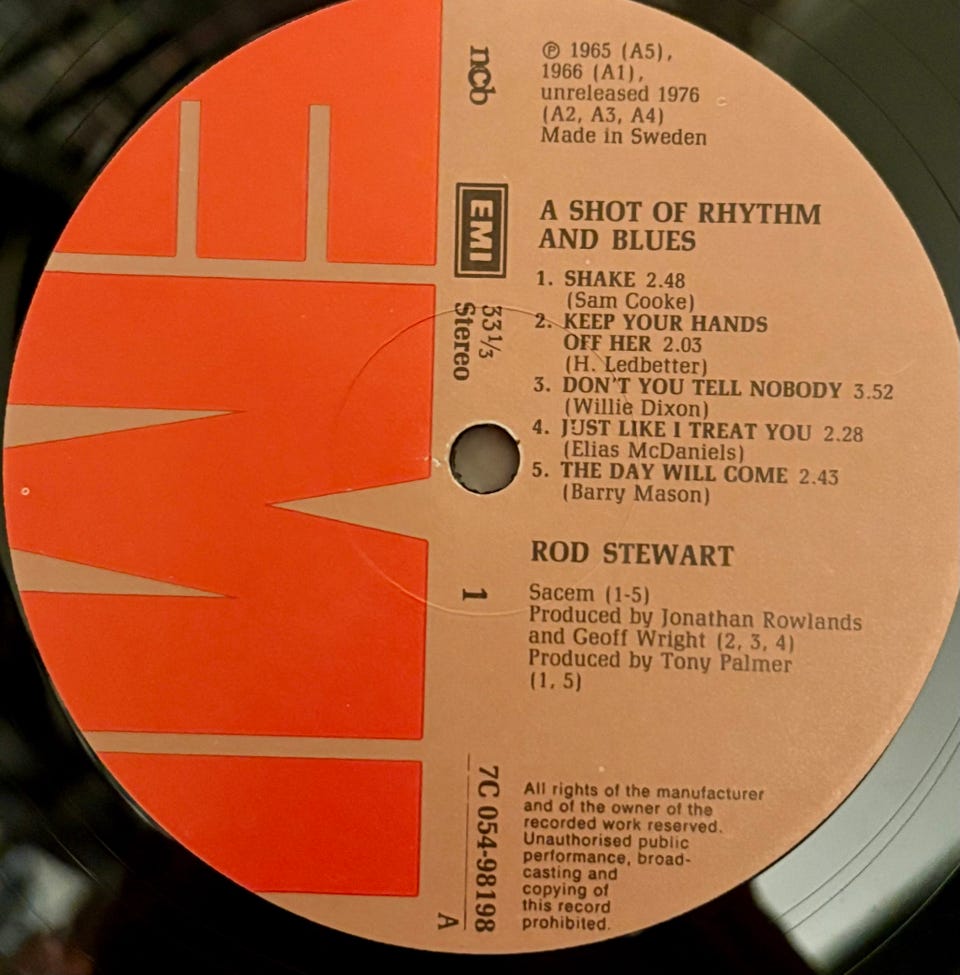 EMI
ncb
EMI
33⅓
Stereo
1
7C 054-98198
A
℗ 1965 (A5),
1966 (A1),
unreleased 1976
(A2, A3, A4)
Made in Sweden
A SHOT OF RHYTHM
AND BLUES
1. SHAKE 2.48
(Sam Cooke)
2. KEEP YOUR HANDS
OFF HER 2.03
(H. Ledbetter)
3. DON'T YOU TELL NOBODY 3.52
(Willie Dixon)
4. JUST LIKE I TREAT YOU 2.28
(Elias McDaniels)
5. THE DAY WILL COME 2.43
(Barry Mason)
ROD STEWART
Sacem (1-5)
Produced by Jonathan Rowlands
and Geoff Wright (2, 3, 4)
Produced by Tony Palmer
(1, 5)
All rights of the manufacturer
and of the owner of the
recorded work reserved.
Unauthorised public
performance, broad-
casting and
copying of
this record
prohibited.